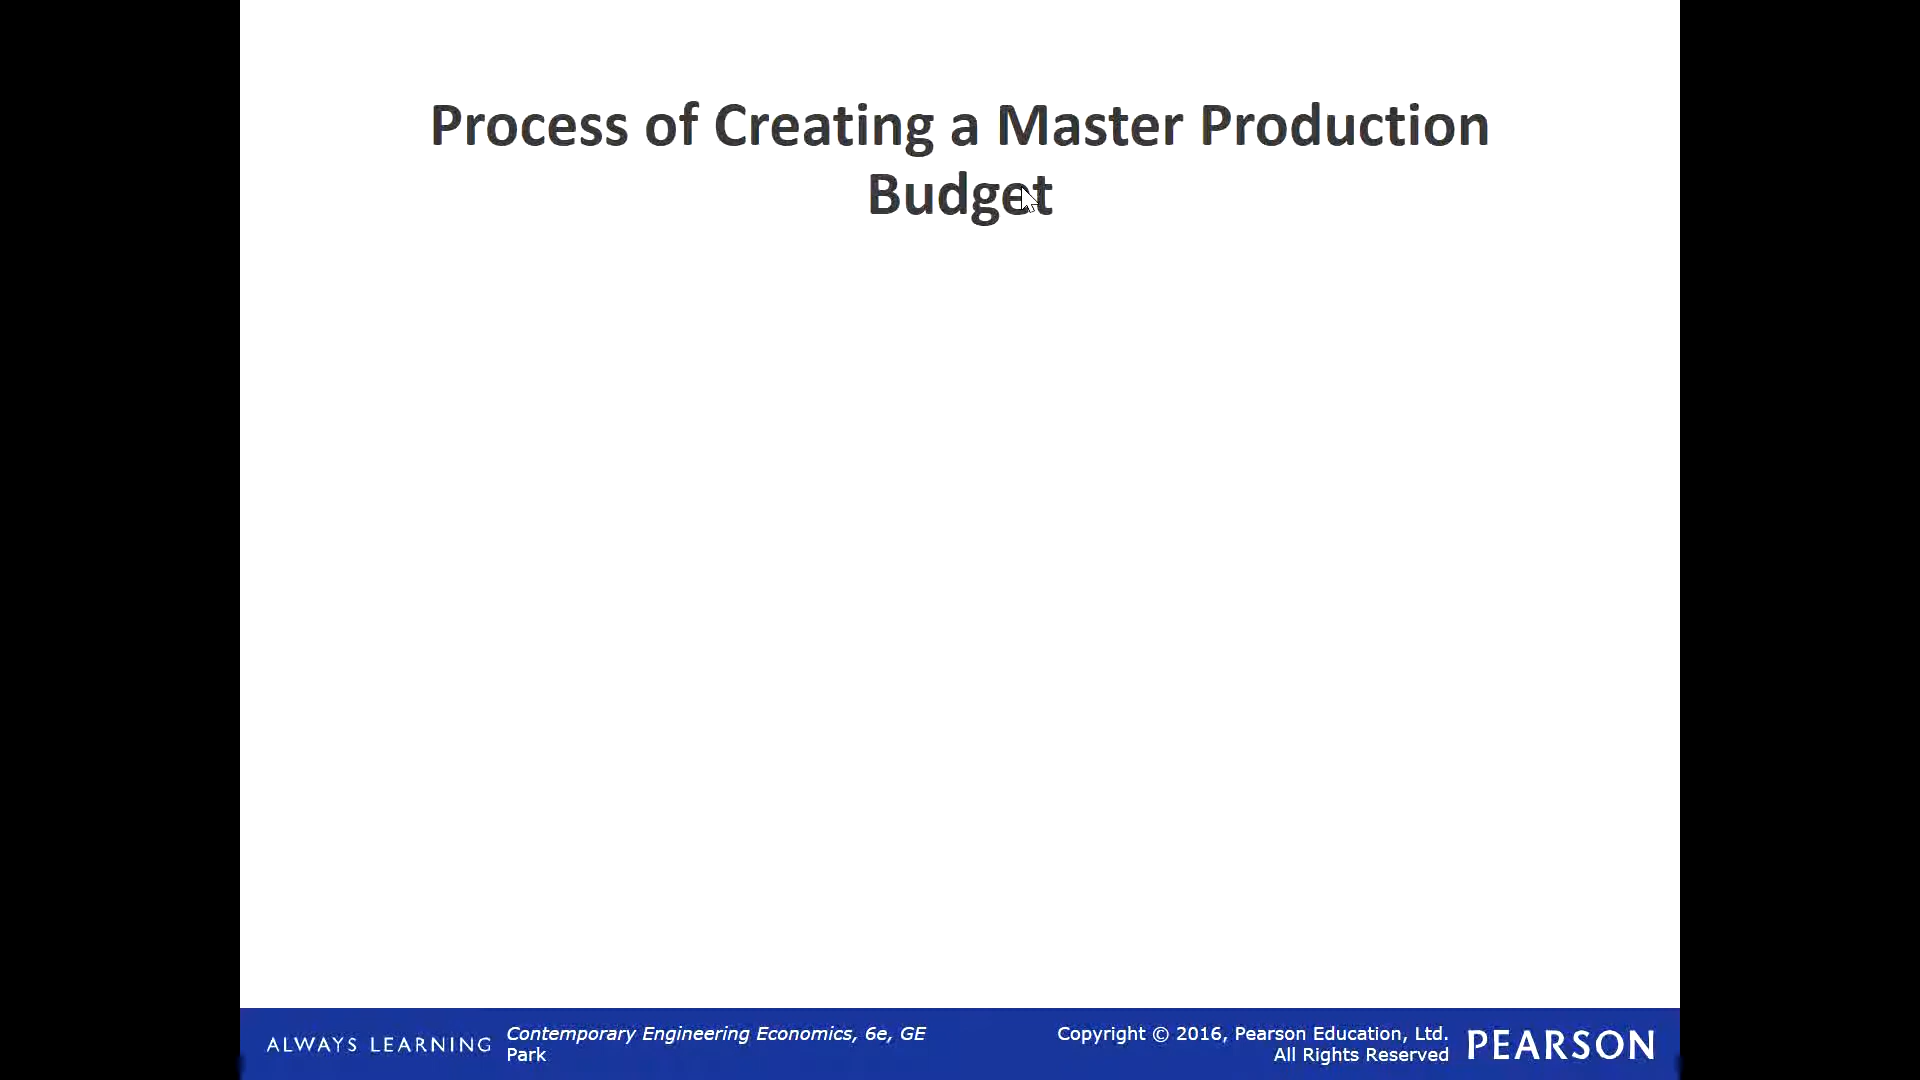 Process of Creating a Master Production
Budget
ALWAYS LEARNING
Contemporary Engineering Economics, 6e, GE
Park
Copyright © 2016, Pearson Education, Ltd.
All Rights Reserved
PEARSON